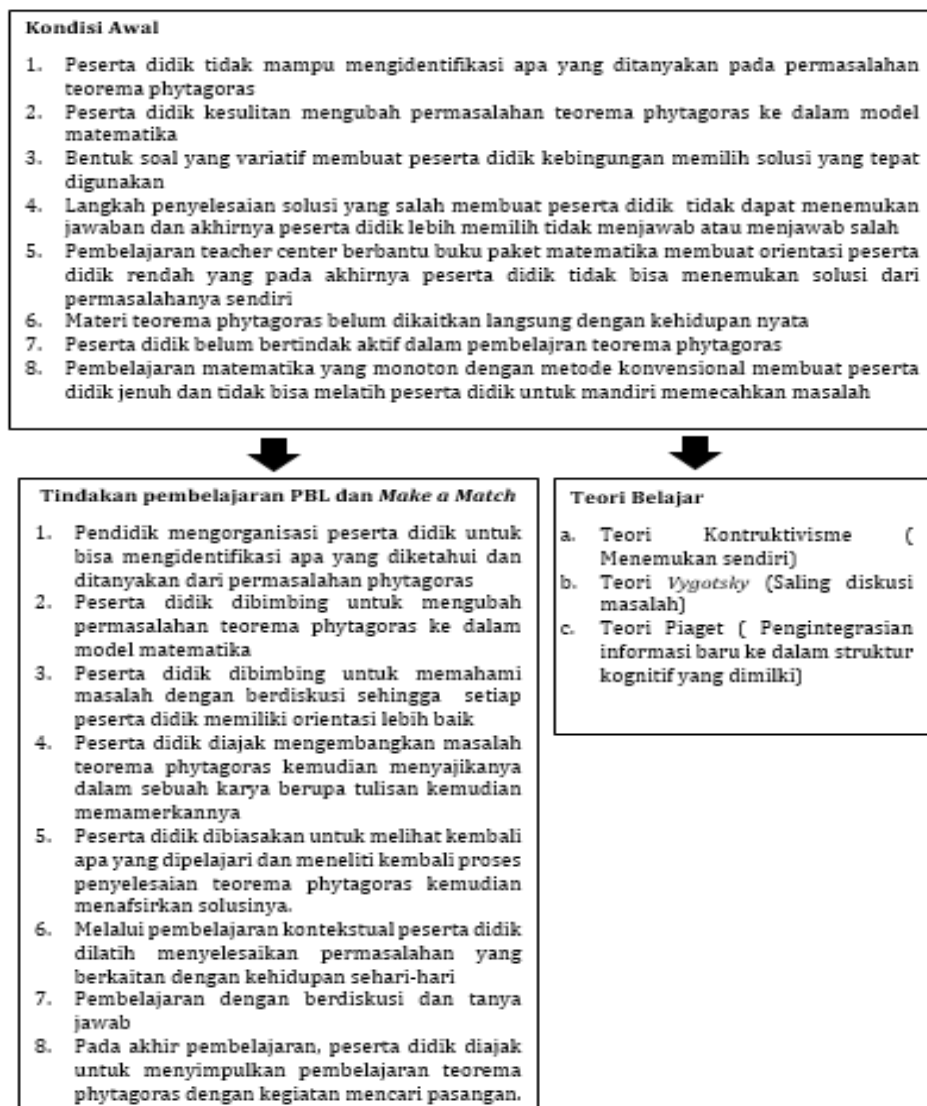 Kondisi Awal
1. Peserta didik tidak mampu mengidentifikasi apa yang ditanyakan pada permasalahan
teorema phytagoras
2. Peserta didik kesulitan mengubah permasalahan teorema phytagoras ke dalam model
matematika
3. Bentuk soal yang variatif membuat peserta didik kebingungan memilih solusi yang tepat
digunakan
4. Langkah penyelesaian solusi yang salah membuat peserta didik tidak dapat menemukan
jawaban dan akhirnya peserta didik lebih memilih tidak menjawab atau menjawab salah
5. Pembelajaran teacher center berbantu buku paket matematika membuat orientasi peserta
didik rendah yang pada akhirnya peserta didik tidak bisa menemukan solusi dari
permasalahanya sendiri
6. Materi teorema phytagoras belum dikaitkan langsung dengan kehidupan nyata
7. Peserta didik belum bertindak aktif dalam pembelajran teorema phytagoras
8. Pembelajaran matematika yang monoton dengan metode konvensional membuat peserta
didik jenuh dan tidak bisa melatih peserta didik untuk mandiri memecahkan masalah
Tindakan pembelajaran PBL dan Make a Match
1. Pendidik mengorganisasi peserta didik untuk
bisa mengidentifikasi apa yang diketahui dan
ditanyakan dari permasalahan phytagoras
2. Peserta didik dibimbing untuk mengubah
permasalahan teorema phytagoras ke dalam
model matematika
3. Peserta didik dibimbing untuk memahami
masalah dengan berdiskusi sehingga setiap
peserta didik memiliki orientasi lebih baik
4. Peserta didik diajak mengembangkan masalah
teorema phytagoras kemudian menyajikanya
dalam sebuah karya berupa tulisan kemudian
memamerkannya
5. Peserta didik dibiasakan untuk melihat kembali
apa yang dipelajari dan meneliti kembali proses
penyelesaian teorema phytagoras kemudian
menafsirkan solusinya.
6. Melalui pembelajaran kontekstual peserta didik
dilatih menyelesaikan permasalahan yang
berkaitan dengan kehidupan sehari-hari
7. Pembelajaran dengan berdiskusi dan tanya
jawab
8. Pada akhir pembelajaran, peserta didik diajak
untuk menyimpulkan pembelajaran teorema
phytagoras dengan kegiatan mencari pasangan.
Teori Belajar
a. Teori Kontruktivisme (
Menemukan sendiri)
b. Teori Vygotsky (Saling diskusi
masalah)
c. Teori Piaget ( Pengintegrasian
informasi baru ke dalam struktur
kognitif yang dimilki)